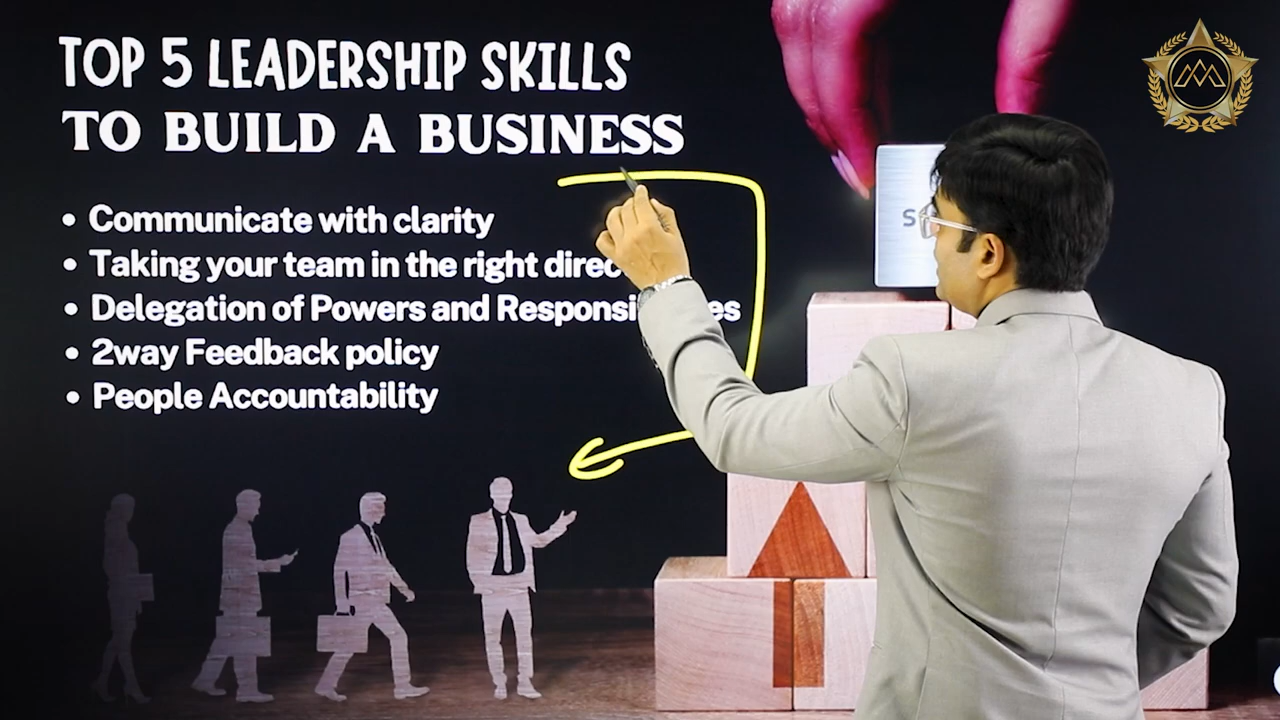 TOP 5 LEADERSHIP SKILLS
TO BUILD A BUSINESS
• Communicate with clarity
• Taking your team in the right
• Delegation of Powers and
• 2way Feedback policy
• People Accountability